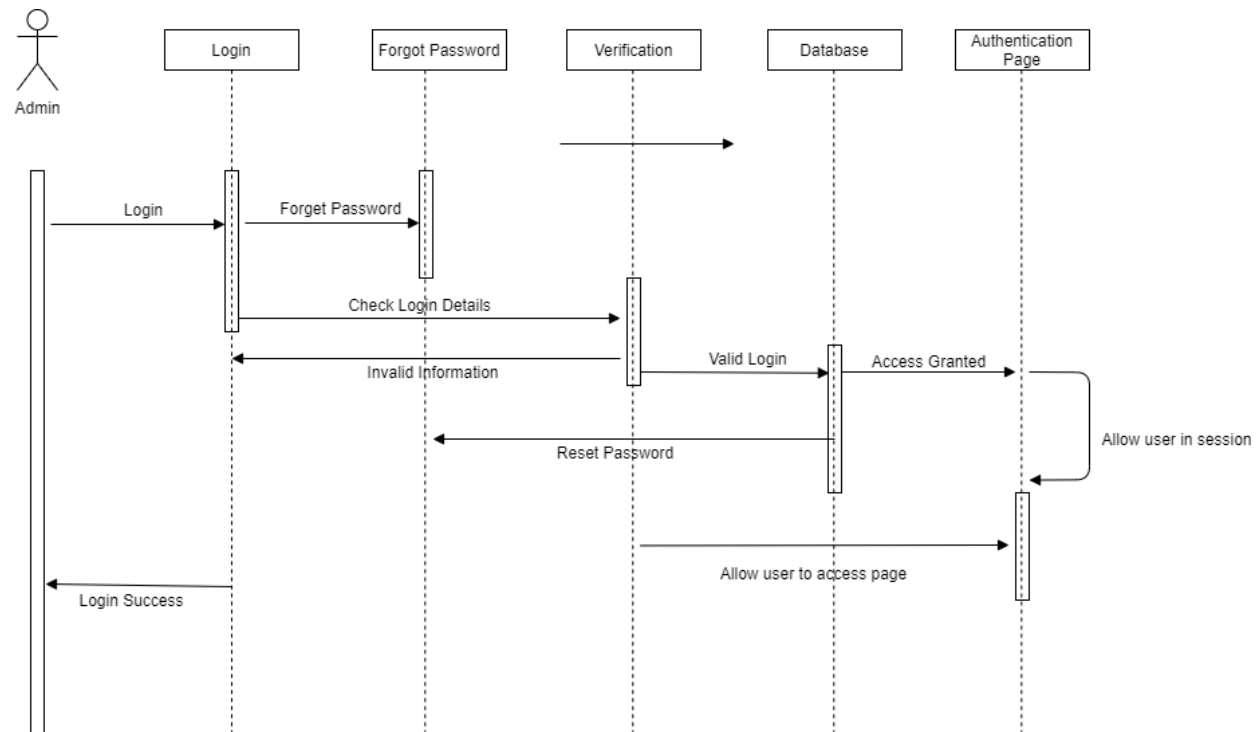 Admin
Login
Forgot Password
Verification
Database
Authentication
Page
Login
Forget Password
Check Login Details
Invalid Information
Valid Login
Access Granted
Allow user in session
Reset Password
Allow user to access page
Login Success